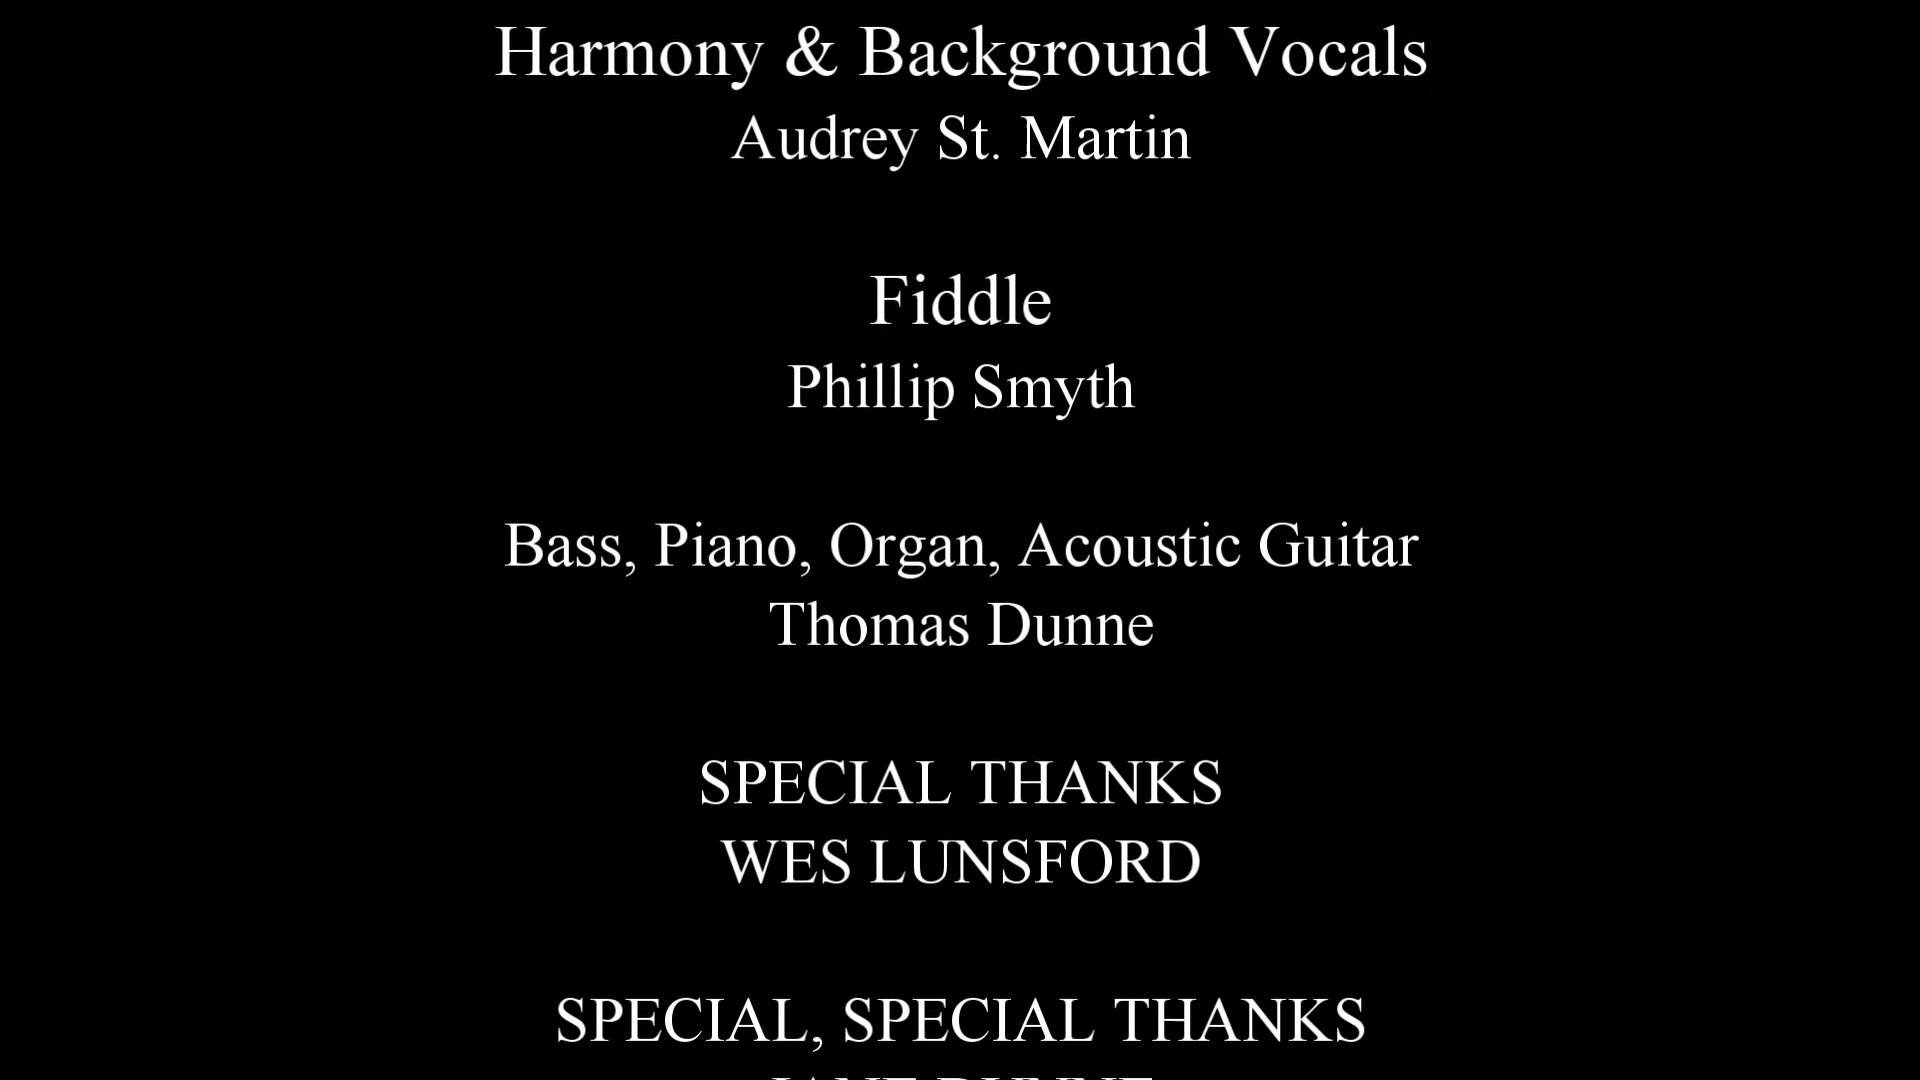 Harmony & Background Vocals
Audrey St. Martin
Fiddle
Phillip Smyth
Bass, Piano, Organ, Acoustic Guitar
Thomas Dunne
SPECIAL THANKS
WES LUNSFORD
SPECIAL, SPECIAL THANKS